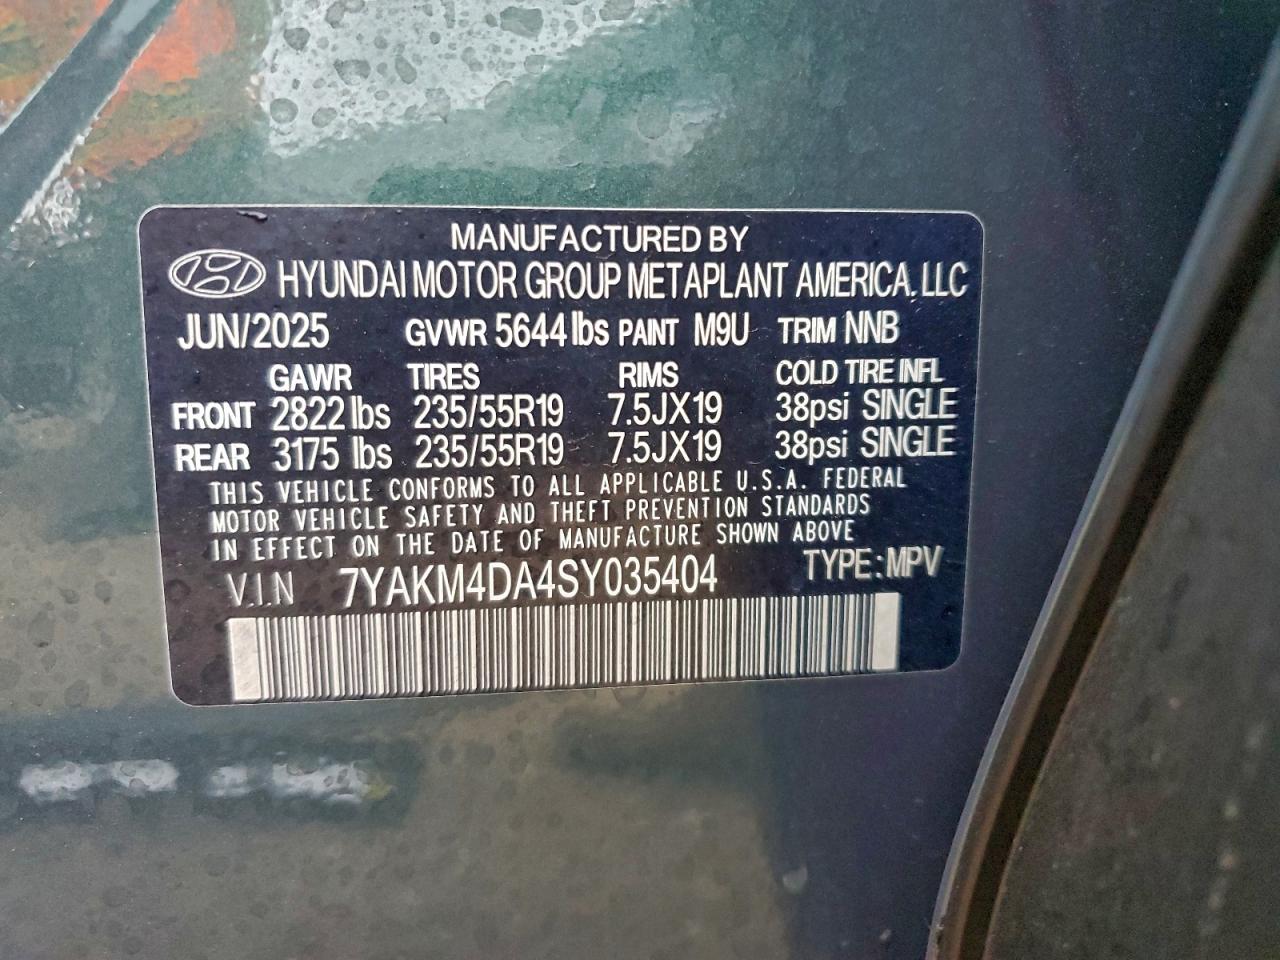 MANUFACTURED BY
HYUNDAI MOTOR GROUP METAPLANT AMERICA, LLC
JUN/2025 GVWR 5644 lbs PAINT M9U TRIM NNB
GAWR TIRES RIMS COLD TIRE INFL
FRONT 2822 lbs 235/55R19 7.5JX19 38psi SINGLE
REAR 3175 lbs 235/55R19 7.5JX19 38psi SINGLE
THIS VEHICLE CONFORMS TO ALL APPLICABLE U.S.A. FEDERAL
MOTOR VEHICLE SAFETY AND THEFT PREVENTION STANDARDS
IN EFFECT ON THE DATE OF MANUFACTURE SHOWN ABOVE
V.I.N 7YAKM4DA4SY035404 TYPE:MPV